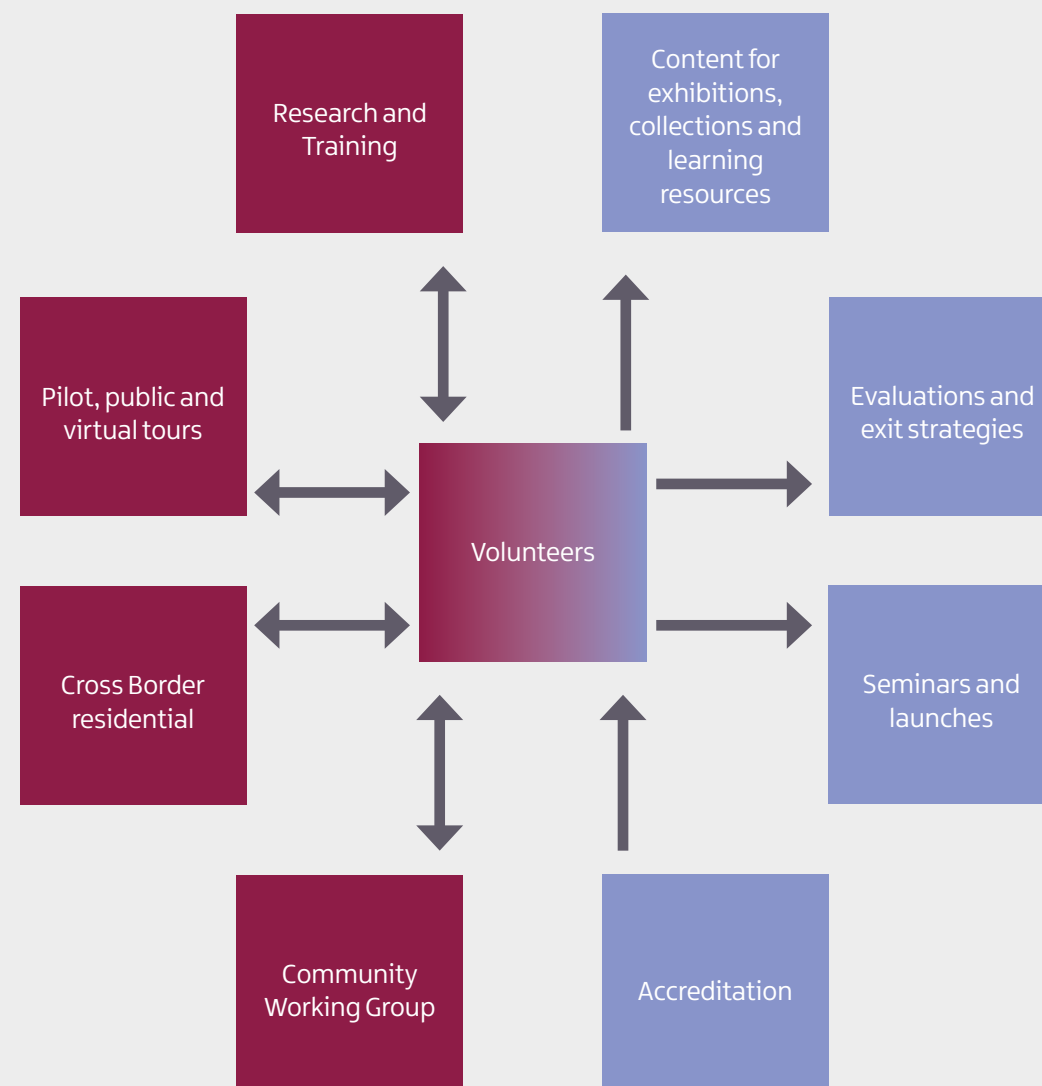 Research and
Training
Content for
exhibitions,
collections and
learning
resources
Pilot, public and
virtual tours
Evaluations and
exit strategies
Volunteers
Cross Border
residential
Seminars and
launches
Community
Working Group
Accreditation